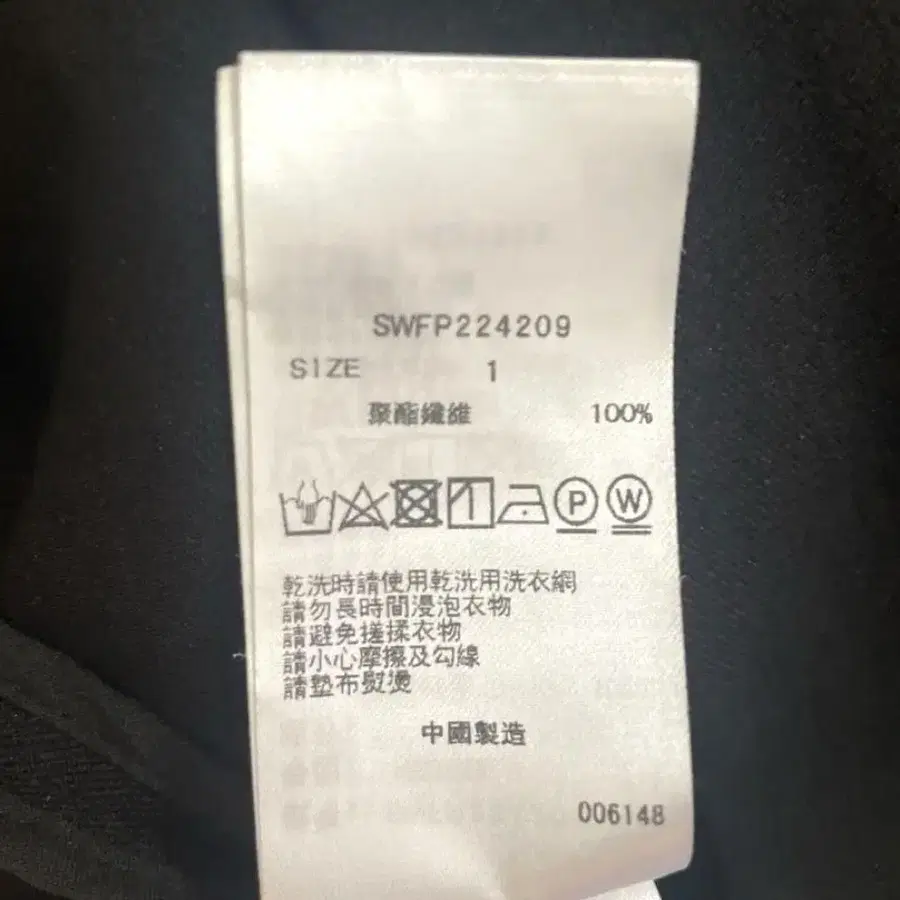 SWFP224209
SIZE 1
聚酯纖維 100%
P W
乾洗時請使用乾洗用洗衣網
請勿長時間浸泡衣物
請避免搓揉衣物
請小心摩擦及勾線
請墊布熨燙
中國製造
006148